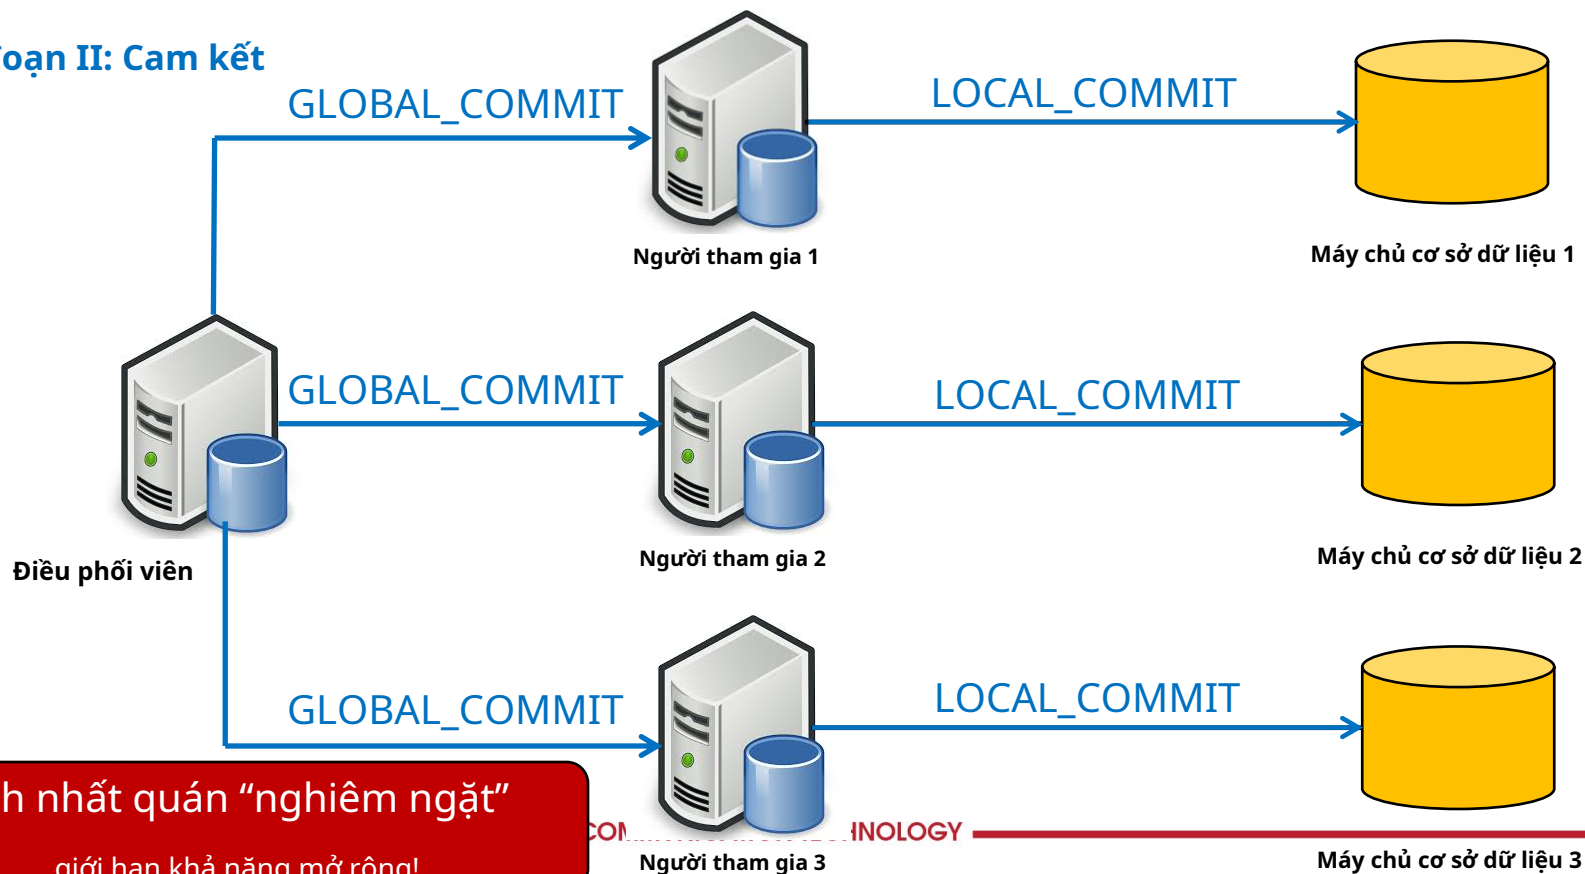 oạn II: Cam kết
GLOBAL_COMMIT
LOCAL_COMMIT
Người tham gia 1
Máy chủ cơ sở dữ liệu 1
GLOBAL_COMMIT
LOCAL_COMMIT
Điều phối viên
Người tham gia 2
Máy chủ cơ sở dữ liệu 2
GLOBAL_COMMIT
LOCAL_COMMIT
h nhất quán “nghiêm ngặt”
giới hạn khả năng mở rộng!
Người tham gia 3
Máy chủ cơ sở dữ liệu 3